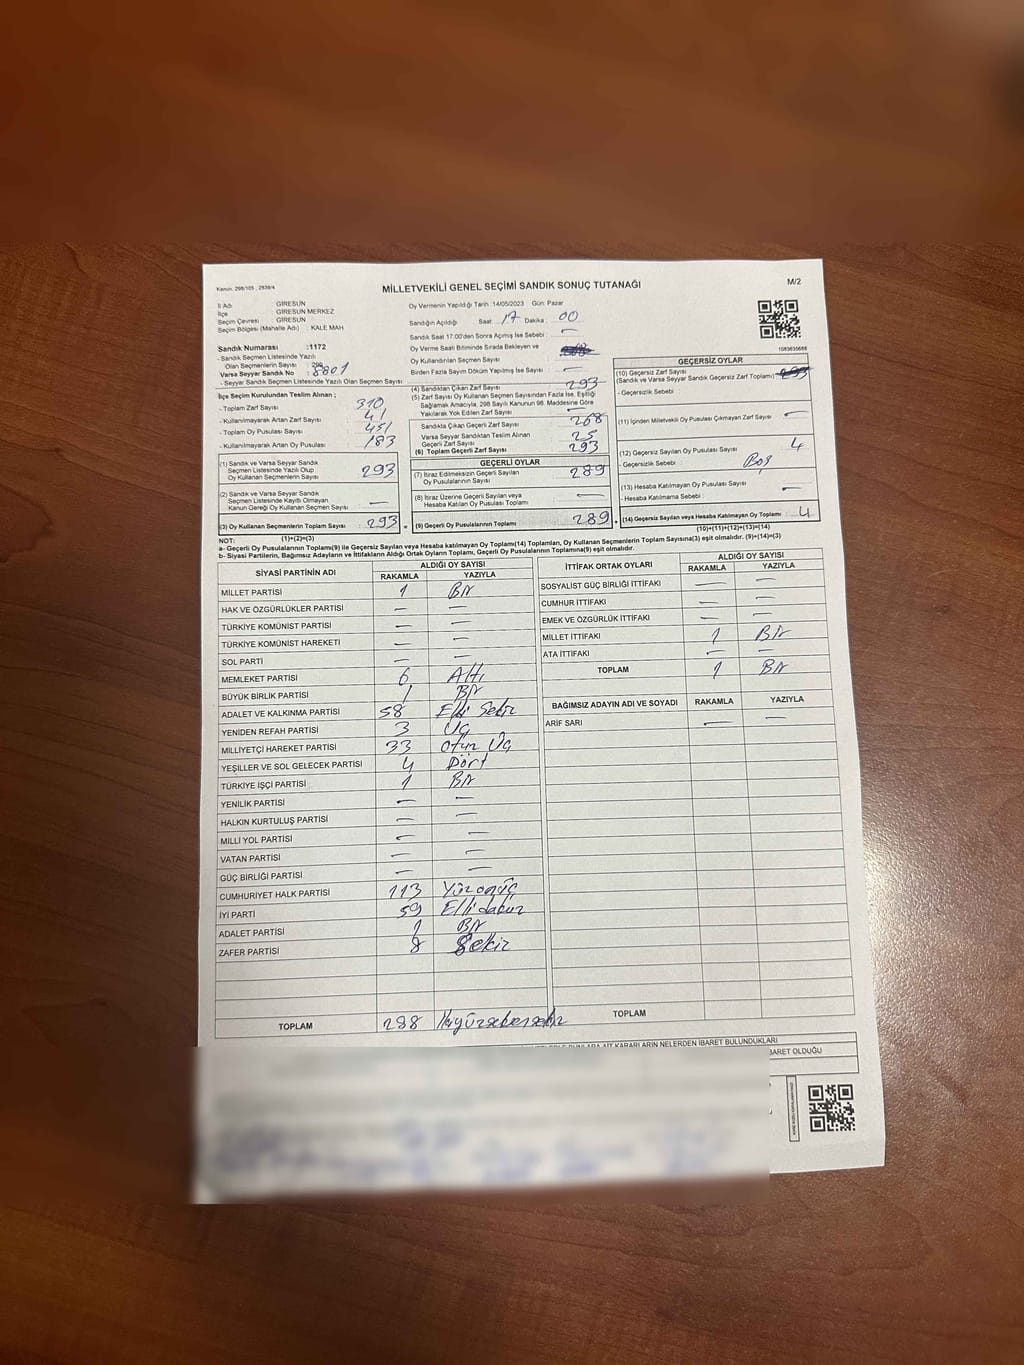 Kanun: 298/105 , 2839/4
MİLLETVEKİLİ GENEL SEÇİMİ SANDIK SONUÇ TUTANAĞI
M/2
İl Adı : GİRESUN
İlçe : GİRESUN MERKEZ
Seçim Çevresi : GİRESUN
Seçim Bölgesi (Mahalle Adı) : KALE MAH
Sandık Numarası :1172
- Sandık Seçmen Listesinde Yazılı
Olan Seçmenlerin Sayısı :
Varsa Seyyar Sandık No : 8801
- Seyyar Sandık Seçmen Listesinde Yazılı Olan Seçmen Sayısı:
İlçe Seçim Kurulundan Teslim Alınan ;
- Toplam Zarf Sayısı : 310
- Kullanılmayarak Artan Zarf Sayısı : 41
- Toplam Oy Pusulası Sayısı : 451
- Kullanılmayarak Artan Oy Pusulası : 183
(1) Sandık ve Varsa Seyyar Sandık
Seçmen Listesinde Yazılı Olup
Oy Kullanan Seçmenlerin Sayısı : 293
(2) Sandık ve Varsa Seyyar Sandık
Seçmen Listesinde Kayıtlı Olmayan
Kanun Gereği Oy Kullanan Seçmen Sayısı : —
(3) Oy Kullanan Seçmenlerin Toplam Sayısı : 293
(1)+(2)=(3)
Oy Vermenin Yapıldığı Tarih: 14/05/2023 Gün: Pazar
Sandığın Açıldığı Saat : 17 Dakika : 00
Sandık Saat 17.00'den Sonra Açılmış İse Sebebi : —
Oy Verme Saati Bitiminde Sırada Bekleyen ve
Oy Kullandırılan Seçmen Sayısı :
Birden Fazla Sayım Döküm Yapılmış İse Sayısı : —
(4) Sandıktan Çıkan Zarf Sayısı : 293
(5) Zarf Sayısı Oy Kullanan Seçmen Sayısından Fazla İse, Eşitliği
Sağlamak Amacıyla, 298 Sayılı Kanunun 98. Maddesine Göre
Yakılarak Yok Edilen Zarf Sayısı : —
Sandıkta Çıkan Geçerli Zarf Sayısı : 268
Varsa Seyyar Sandıktan Teslim Alınan
Geçerli Zarf Sayısı : 25
(6) Toplam Geçerli Zarf Sayısı : 293
GEÇERLİ OYLAR
(7) İtiraz Edilmeksizin Geçerli Sayılan
Oy Pusulasının Sayısı : 289
(8) İtiraz Üzerine Geçerli Sayılan veya
Hesaba Katılan Oy Pusulası Toplamı : —
(9) Geçerli Oy Pusulalarının Toplamı : 289
1083635668
GEÇERSİZ OYLAR
(10) Geçersiz Zarf Sayısı
(Sandık ve Varsa Seyyar Sandık Geçersiz Zarf Toplamı) :
- Geçersizlik Sebebi :
(11) İçinden Milletvekili Oy Pusulası Çıkmayan Zarf Sayısı : —
(12) Geçersiz Sayılan Oy Pusulası Sayısı : 4
- Geçersizlik Sebebi : Boş
(13) Hesaba Katılmayan Oy Pusulası Sayısı : —
- Hesaba Katılmama Sebebi :
(14) Geçersiz Sayılan veya Hesaba Katılmayan Oy Toplamı : 4
(10)+(11)+(12)+(13)=(14)
NOT:
a- Geçerli Oy Pusulalarının Toplamı(9) ile Geçersiz Sayılan veya Hesaba katılmayan Oy Toplamı(14) Toplamları, Oy Kullanan Seçmenlerin Toplam Sayısına(3) eşit olmalıdır. (9)+(14)=(3)
b- Siyasi Partilerin, Bağımsız Adayların ve İttifakların Aldığı Ortak Oyların Toplamı, Geçerli Oy Pusulalarının Toplamına(9) eşit olmalıdır.
SİYASİ PARTİNİN ADI ALDIĞI OY SAYISI
RAKAMLA YAZIYLA
MİLLET PARTİSİ 1 Bir
HAK VE ÖZGÜRLÜKLER PARTİSİ — —
TÜRKİYE KOMÜNİST PARTİSİ — —
TÜRKİYE KOMÜNİST HAREKETİ — —
SOL PARTİ — —
MEMLEKET PARTİSİ 6 Altı
BÜYÜK BİRLİK PARTİSİ 1 Bir
ADALET VE KALKINMA PARTİSİ 58 Elli Sekiz
YENİDEN REFAH PARTİSİ 3 Üç
MİLLİYETÇİ HAREKET PARTİSİ 33 Otuz Üç
YEŞİLLER VE SOL GELECEK PARTİSİ 4 Dört
TÜRKİYE İŞÇİ PARTİSİ 1 Bir
YENİLİK PARTİSİ — —
HALKIN KURTULUŞ PARTİSİ — —
MİLLİ YOL PARTİSİ — —
VATAN PARTİSİ — —
GÜÇ BİRLİĞİ PARTİSİ — —
CUMHURİYET HALK PARTİSİ 113 Yüz onüç
İYİ PARTİ 59 Elli dokuz
ADALET PARTİSİ 1 Bir
ZAFER PARTİSİ 8 Sekiz
TOPLAM 288 İkiyüzseksensekiz
İTTİFAK ORTAK OYLARI ALDIĞI OY SAYISI
RAKAMLA YAZIYLA
SOSYALİST GÜÇ BİRLİĞİ İTTİFAKI — —
CUMHUR İTTİFAKI — —
EMEK VE ÖZGÜRLÜK İTTİFAKI — —
MİLLET İTTİFAKI 1 Bir
ATA İTTİFAKI — —
TOPLAM 1 Bir
ALDIĞI OY SAYISI
BAĞIMSIZ ADAYIN ADI VE SOYADI RAKAMLA YAZIYLA
ARİF SARI — —
TOPLAM
KARARLARIN NELERDEN İBARET BULUNDUKLARI
İBARET OLDUĞU